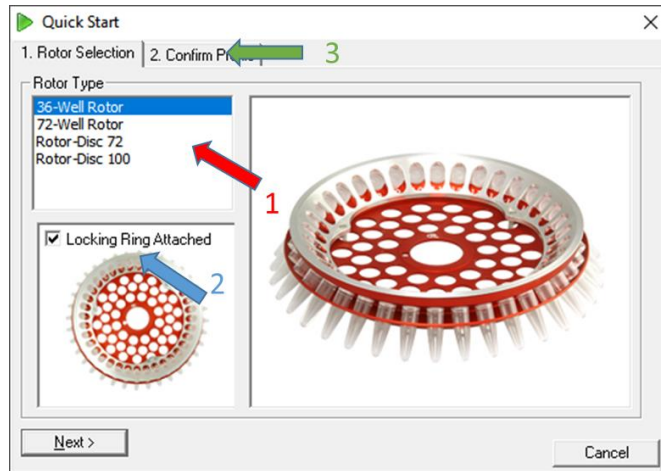 Quick Start
1. Rotor Selection
2. Confirm
3
Rotor Type
36-Well Rotor
72-Well Rotor
Rotor-Disc 72
Rotor-Disc 100
1
Locking Ring Attached
2
Next >
Cancel